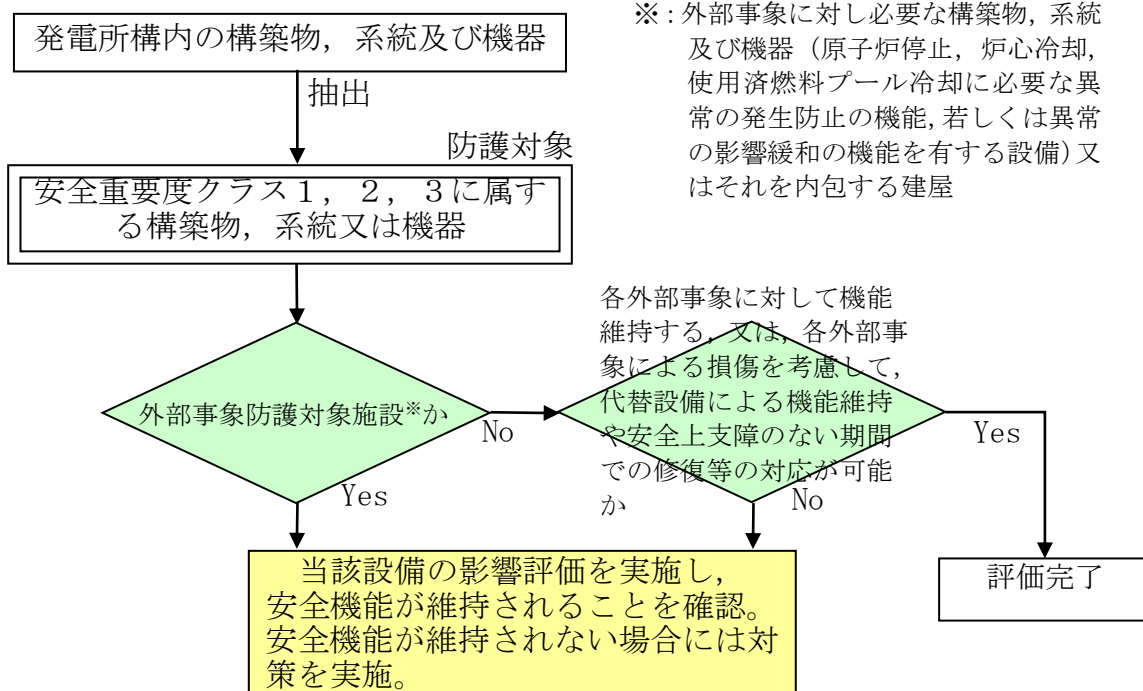 発電所構内の構築物，系統及び機器
抽出
防護対象
安全重要度クラス１，２，３に属す
る構築物，系統又は機器
※：外部事象に対し必要な構築物，系統
及び機器（原子炉停止，炉心冷却，
使用済燃料プール冷却に必要な異
常の発生防止の機能，若しくは異常
の影響緩和の機能を有する設備）又
はそれを内包する建屋
外部事象防護対象施設※か
No
Yes
各外部事象に対して機能
維持する，又は，各外部事
象による損傷を考慮して，
代替設備による機能維持
や安全上支障のない期間
での修復等の対応が可能
か
No
Yes
当該設備の影響評価を実施し，
安全機能が維持されることを確認。
安全機能が維持されない場合には対
策を実施。
評価完了